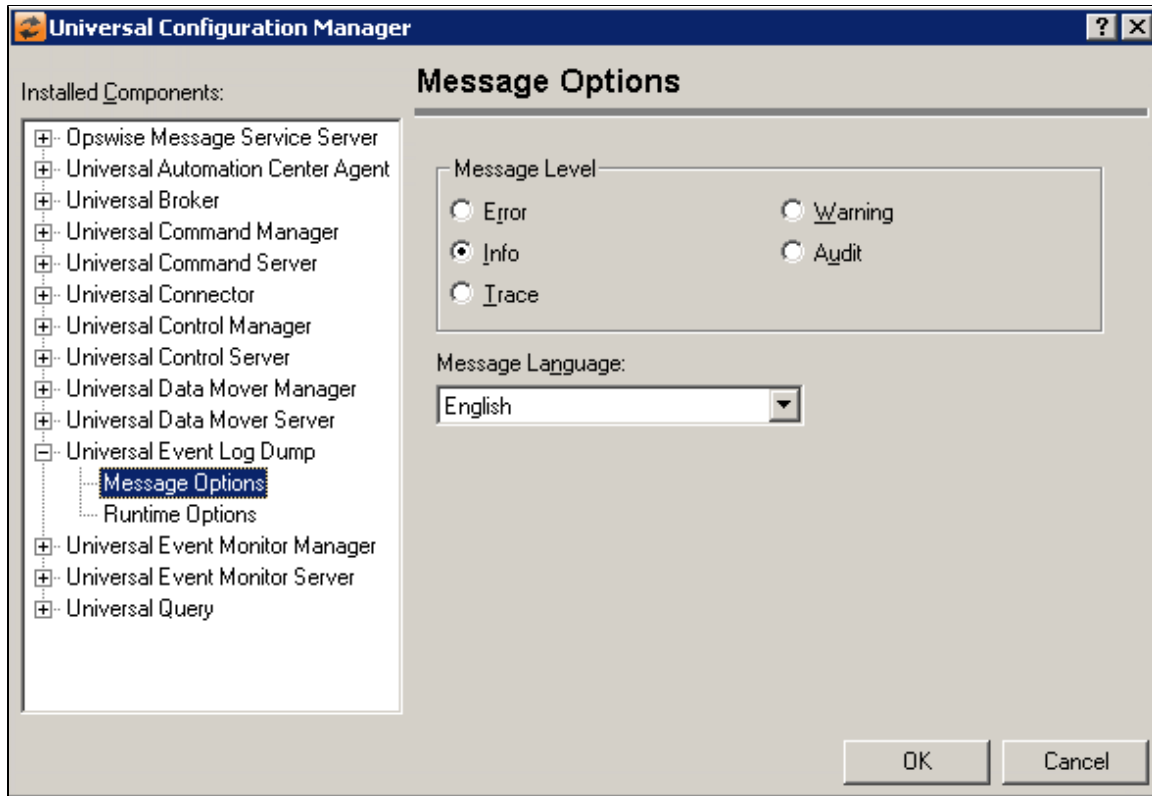 Universal Configuration Manager
Installed Components:
Opswise Message Service Server
Universal Automation Center Agent
Universal Broker
Universal Command Manager
Universal Command Server
Universal Connector
Universal Control Manager
Universal Control Server
Universal Data Mover Manager
Universal Data Mover Server
Universal Event Log Dump
Message Options
Runtime Options
Universal Event Monitor Manager
Universal Event Monitor Server
Universal Query
Message Options
Message Level
Error
Warning
Info
Audit
Trace
Message Language:
English
OK
Cancel